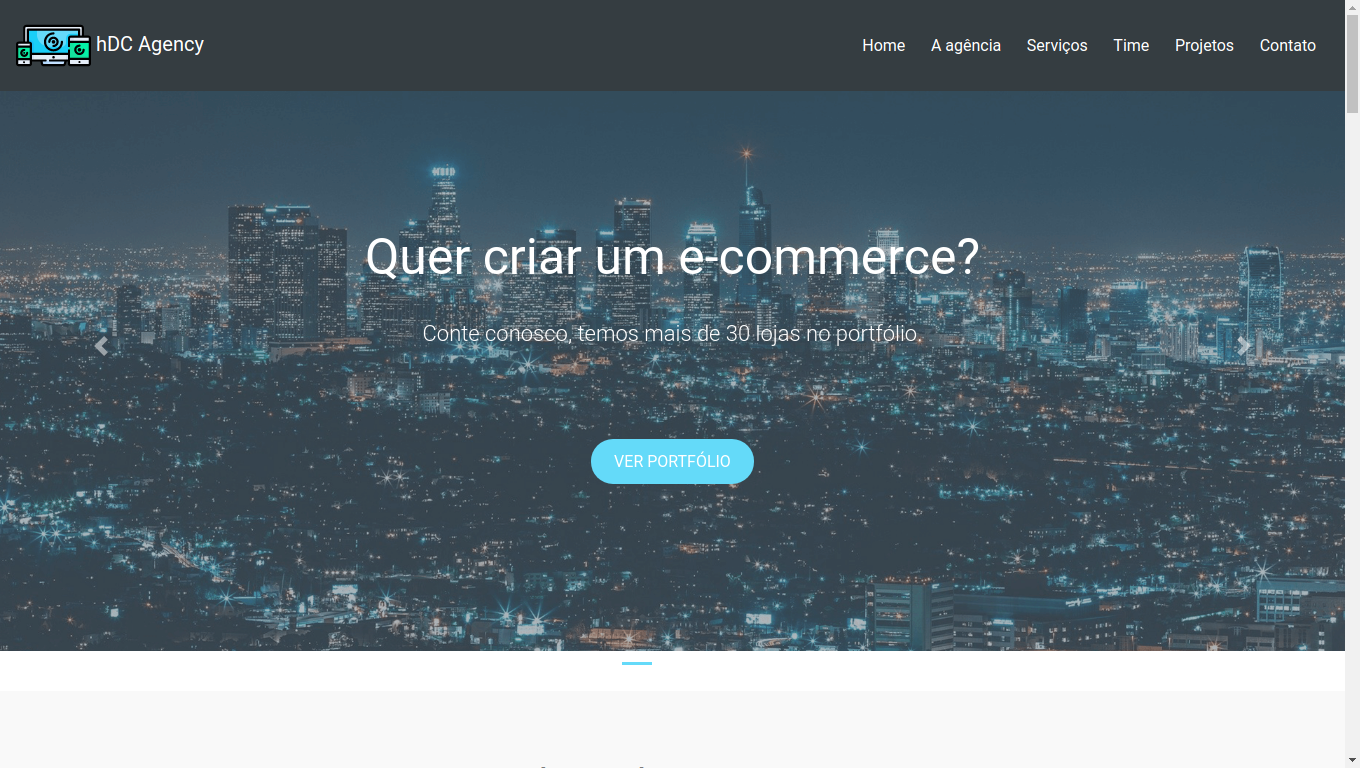 hDC Agency
Home A agência Serviços Time Projetos Contato
Quer criar um e-commerce?
Conte conosco, temos mais de 30 lojas no portfólio.
VER PORTFÓLIO